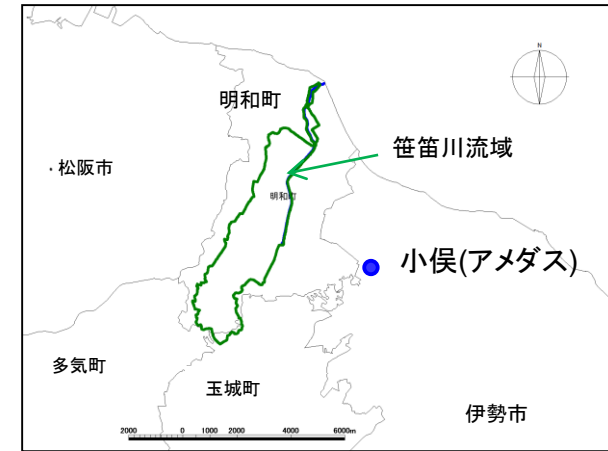 N
明和町
笹笛川流域
・松阪市
明和町
小俣(アメダス)
多気町
玉城町
伊勢市
2000 0 2000 4000 6000m